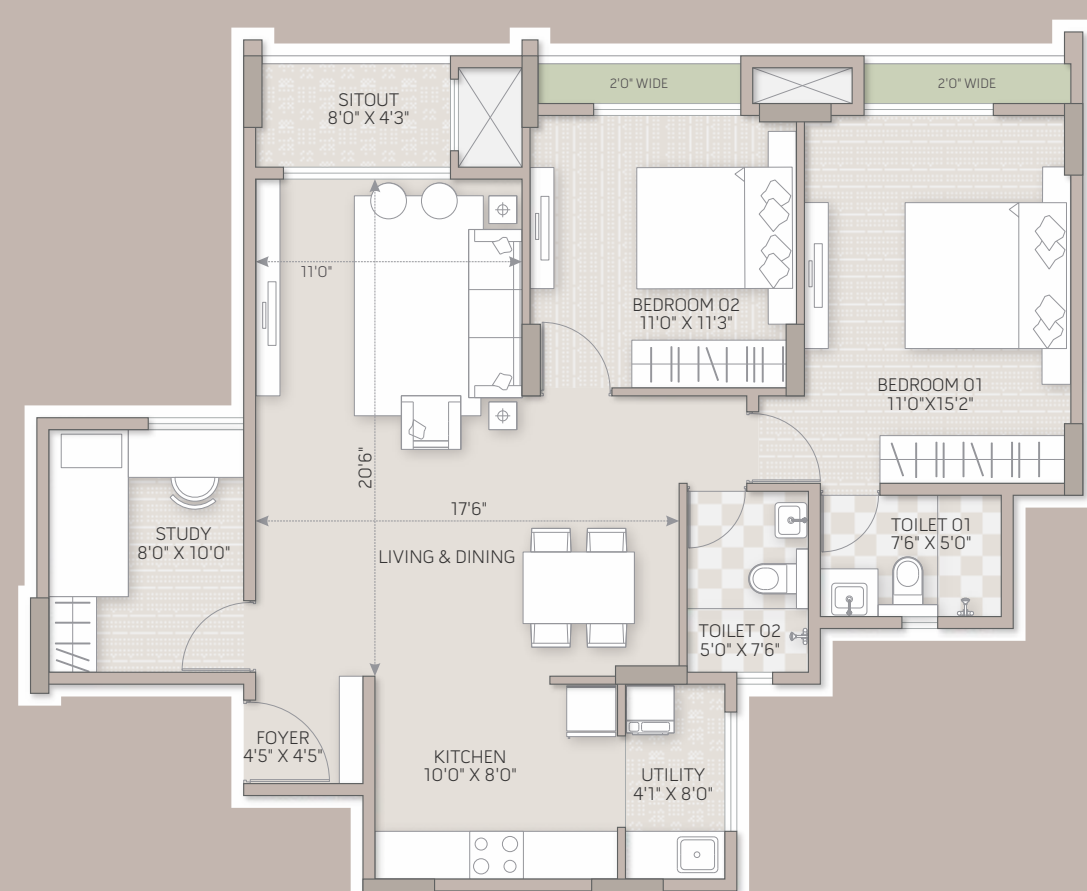 SITOUT
8'0" X 4'3"
2'0" WIDE
2'0" WIDE
11'0"
BEDROOM 02
11'0" X 11'3"
BEDROOM 01
11'0"X15'2"
20'6"
17'6"
STUDY
8'0" X 10'0"
LIVING & DINING
TOILET 01
7'6" X 5'0"
TOILET 02
5'0" X 7'6"
FOYER
4'5" X 4'5"
KITCHEN
10'0" X 8'0"
UTILITY
4'1" X 8'0"